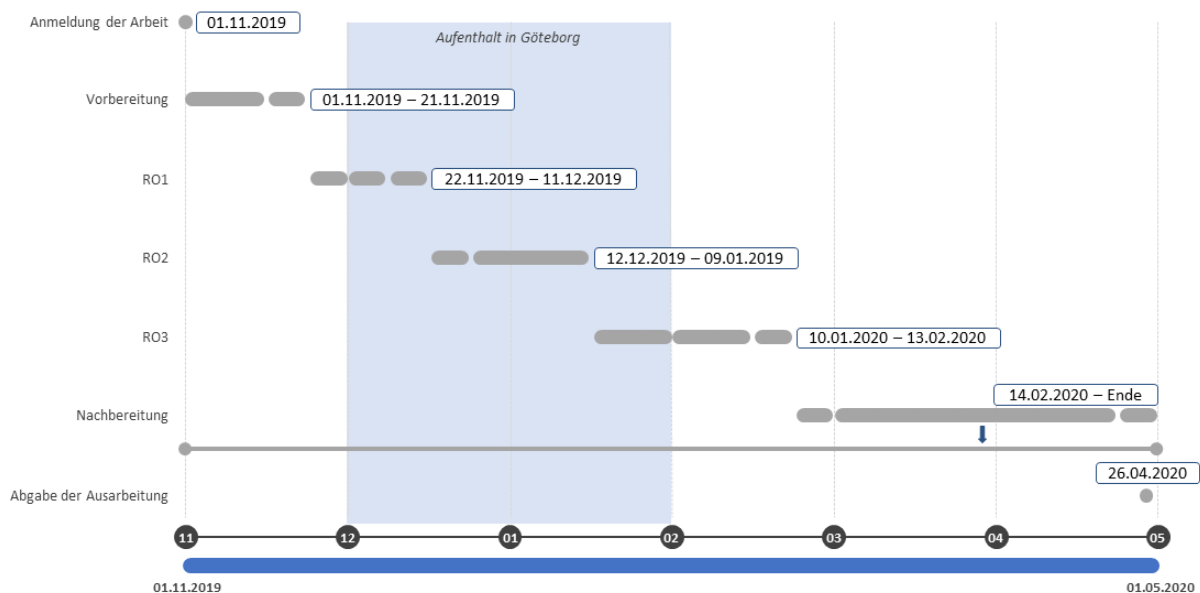 Anmeldung der Arbeit
01.11.2019
Aufenthalt in Göteborg
Vorbereitung
01.11.2019 – 21.11.2019
RO1
22.11.2019 – 11.12.2019
RO2
12.12.2019 – 09.01.2019
RO3
10.01.2020 – 13.02.2020
14.02.2020 – Ende
Nachbereitung
26.04.2020
Abgabe der Ausarbeitung
11 12 01 02 03 04 05
01.11.2019 01.05.2020